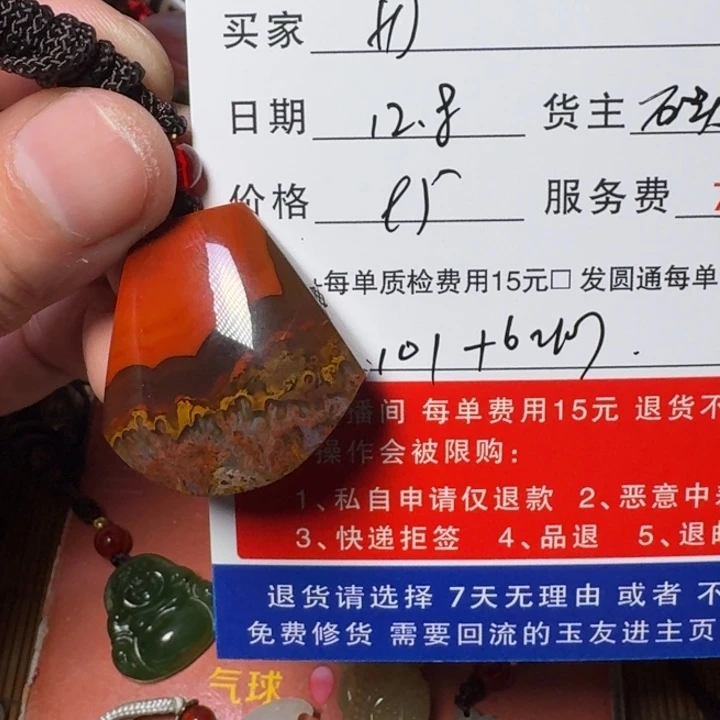 买家
日期 12.8 货主
价格 服务费
每单质检费用15元□ 发圆通每单
101+6
播间 每单费用15元 退货不
操作会被限购:
1、私自申请仅退款 2、恶意中差
3、快递拒签 4、品退 5、退邮
退货请选择 7天无理由 或者 不
免费修货 需要回流的玉友进主页
气球